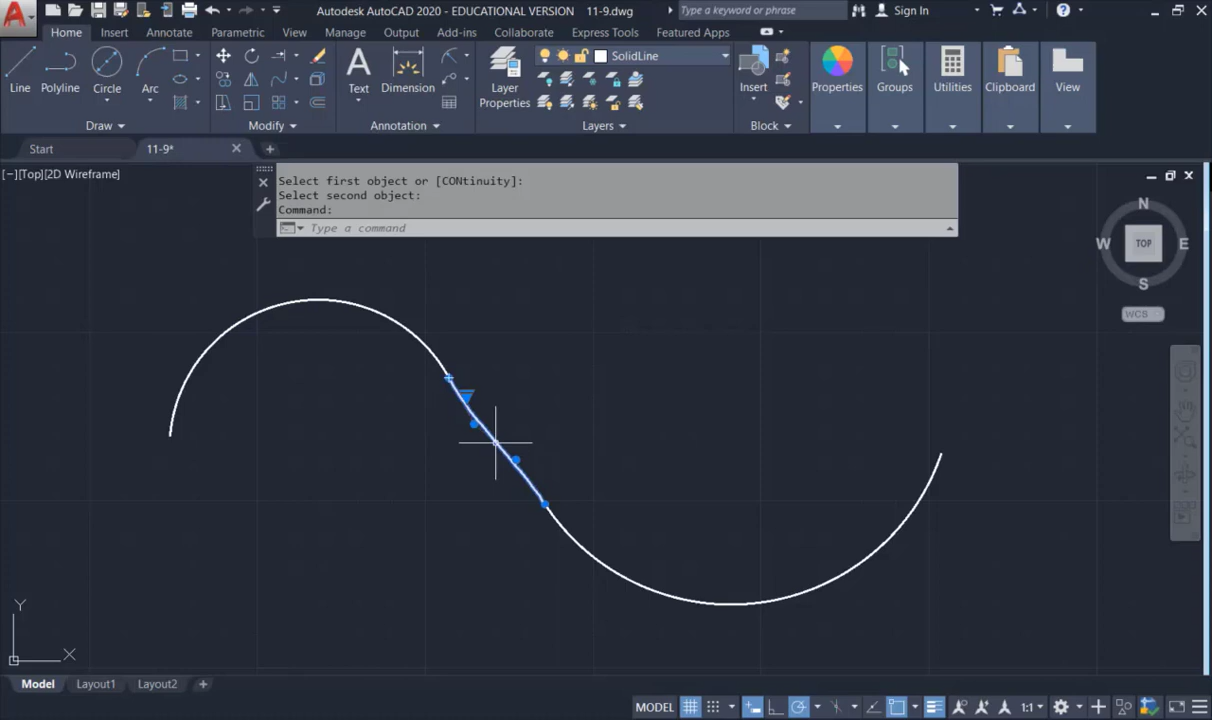 Autodesk AutoCAD 2020 - EDUCATIONAL VERSION 11-9.dwg
Type a keyword or phrase
Sign In
Home Insert Annotate Parametric View Manage Output Add-ins Collaborate Express Tools Featured Apps
SolidLine
Line Polyline Circle Arc
Text Dimension
Layer Properties
Insert
Properties Groups Utilities Clipboard View
Draw Modify Annotation Layers Block
Start 11-9*
[−][Top][2D Wireframe]
Select first object or [CONtinuity]:
Select second object:
Command:
Type a command
N
W TOP E
S
WCS
Y
X
Model Layout1 Layout2
MODEL 1:1